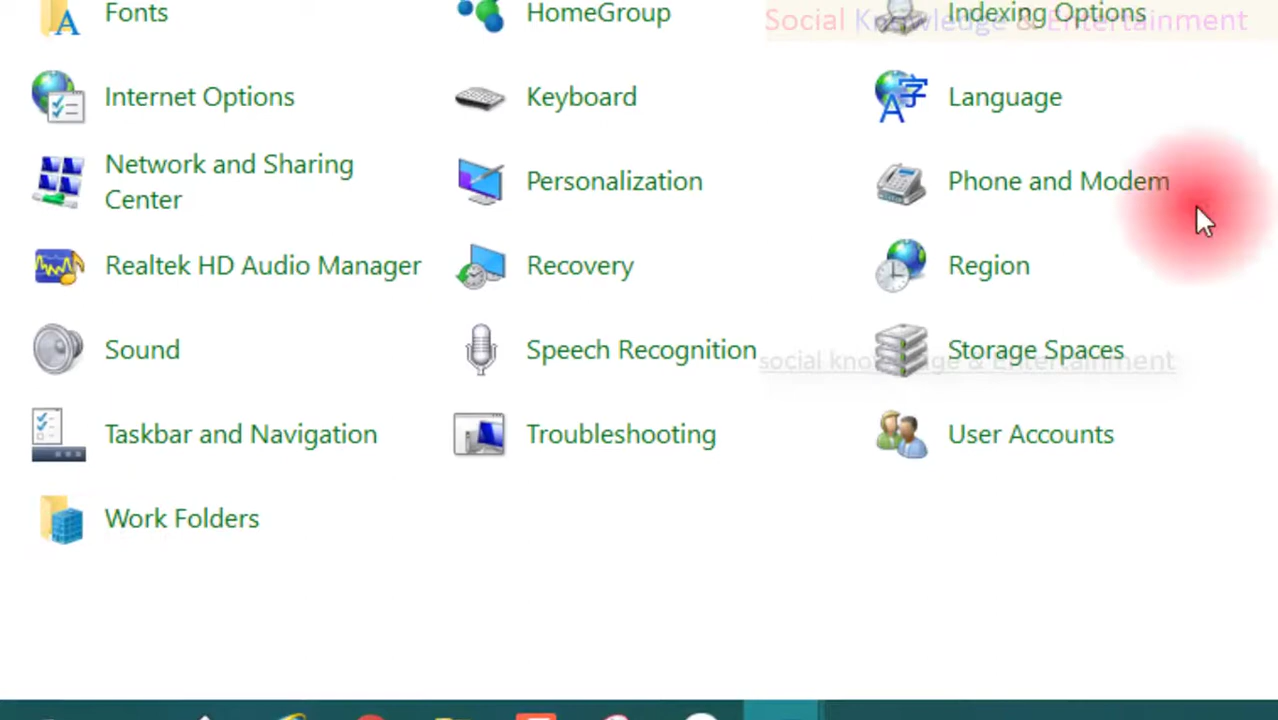 Fonts
HomeGroup
Indexing Options
Social Knowledge & Entertainment
Internet Options
Keyboard
Language
Network and Sharing
Center
Personalization
Phone and Modem
Realtek HD Audio Manager
Recovery
Region
Sound
Speech Recognition
Storage Spaces
social knowledge & Entertainment
Taskbar and Navigation
Troubleshooting
User Accounts
Work Folders